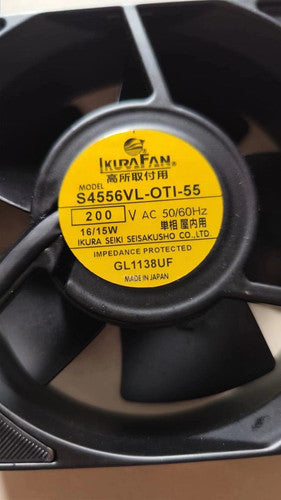 IKURAFAN®
高所取付用
MODEL
S4556VL-OTI-55
200 V AC 50/60Hz
16/15W 単相 屋内用
IKURA SEIKI SEISAKUSHO CO.,LTD.
IMPEDANCE PROTECTED
GL1138UF
MADE IN JAPAN